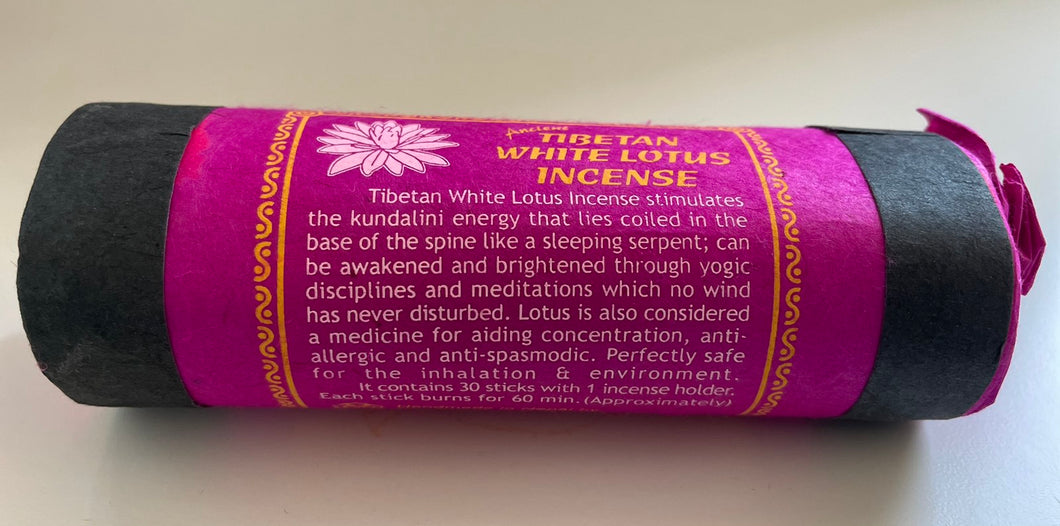 Ancient
TIBETAN
WHITE LOTUS
INCENSE
Tibetan White Lotus Incense stimulates
the kundalini energy that lies coiled in the
base of the spine like a sleeping serpent; can
be awakened and brightened through yogic
disciplines and meditations which no wind
has never disturbed. Lotus is also considered
a medicine for aiding concentration, anti-
allergic and anti-spasmodic. Perfectly safe
for the inhalation & environment.
It contains 30 sticks with 1 incense holder.
Each stick burns for 60 min. (Approximately)